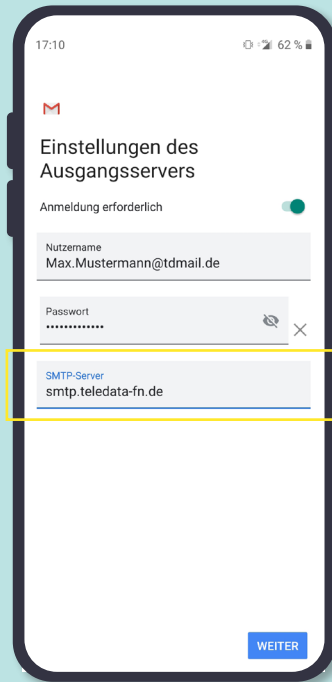 17:10
62 %
Einstellungen des
Ausgangsservers
Anmeldung erforderlich
Nutzername
Max.Mustermann@tdmail.de
Passwort
•••••••••••••
SMTP-Server
smtp.teledata-fn.de
WEITER